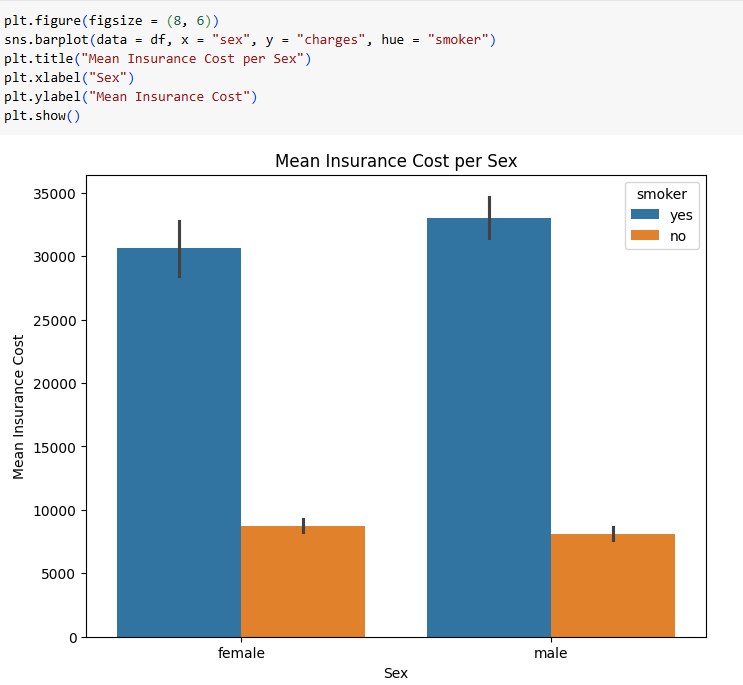 plt.figure(figsize = (8, 6))
sns.barplot(data = df, x = "sex", y = "charges", hue = "smoker")
plt.title("Mean Insurance Cost per Sex")
plt.xlabel("Sex")
plt.ylabel("Mean Insurance Cost")
plt.show()
Mean Insurance Cost per Sex
smoker
yes
no
35000
30000
25000
20000
15000
10000
5000
0
Mean Insurance Cost
female
male
Sex